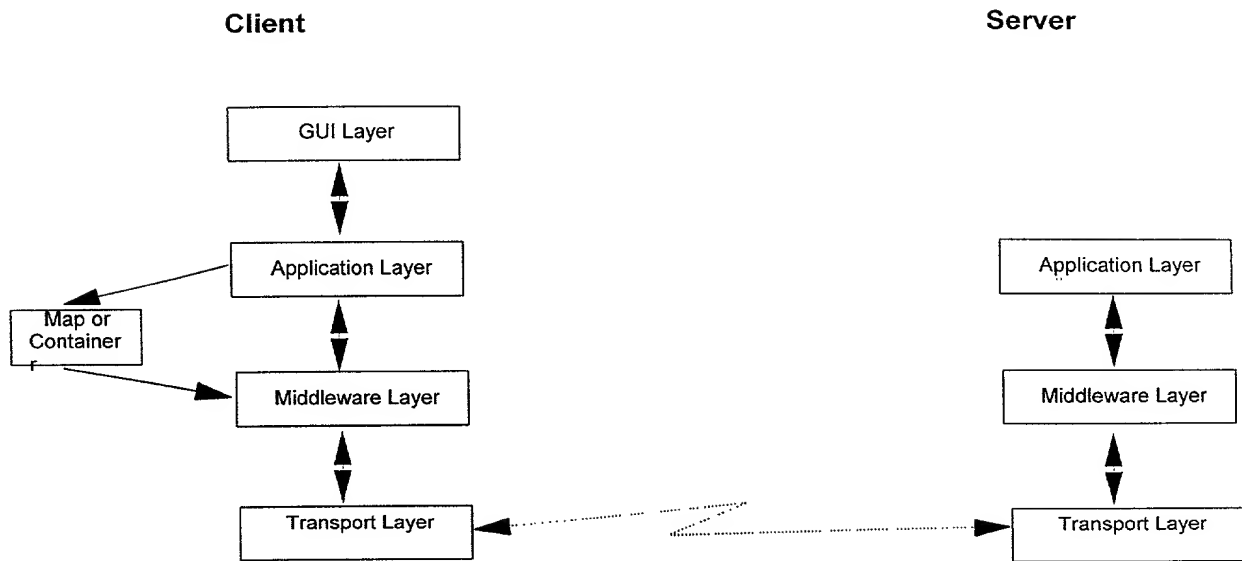 Client
Server
GUI Layer
Application Layer
Application Layer
Map or
Container
r
Middleware Layer
Middleware Layer
Transport Layer
Transport Layer